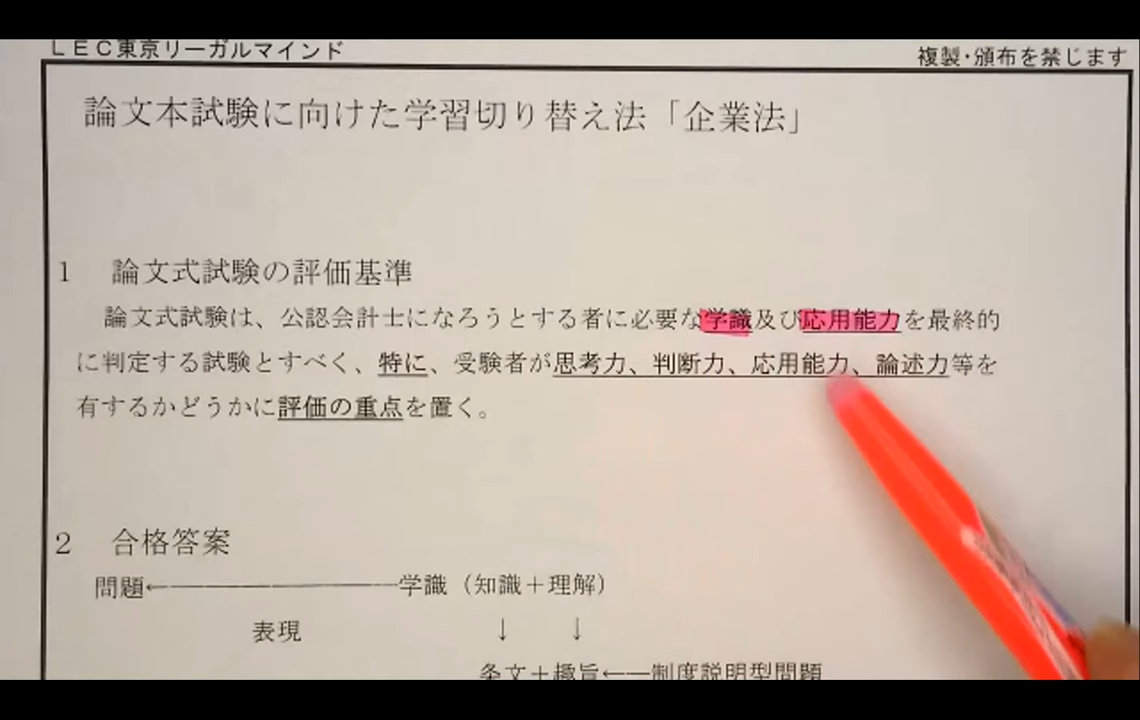 LEC東京リーガルマインド
複製・頒布を禁じます
論文本試験に向けた学習切り替え法「企業法」
1 論文式試験の評価基準
論文式試験は、公認会計士になろうとする者に必要な学識及び応用能力を最終的
に判定する試験とすべく、特に、受験者が思考力、判断力、応用能力、論述力等を
有するかどうかに評価の重点を置く。
2 合格答案
問題←――――――――――学識（知識＋理解）
表現 ↓ ↓
条文＋趣旨←―制度説明型問題